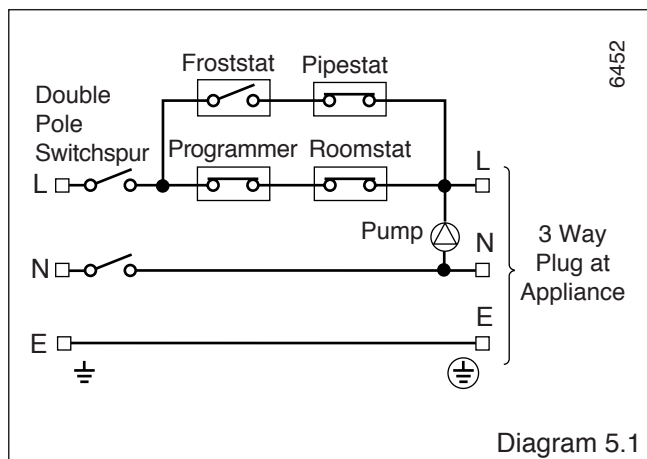 6452
Froststat Pipestat
Double
Pole
Switchspur
Programmer Roomstat
L
L
Pump
N
N
3 Way
Plug at
Appliance
E
E
Diagram 5.1